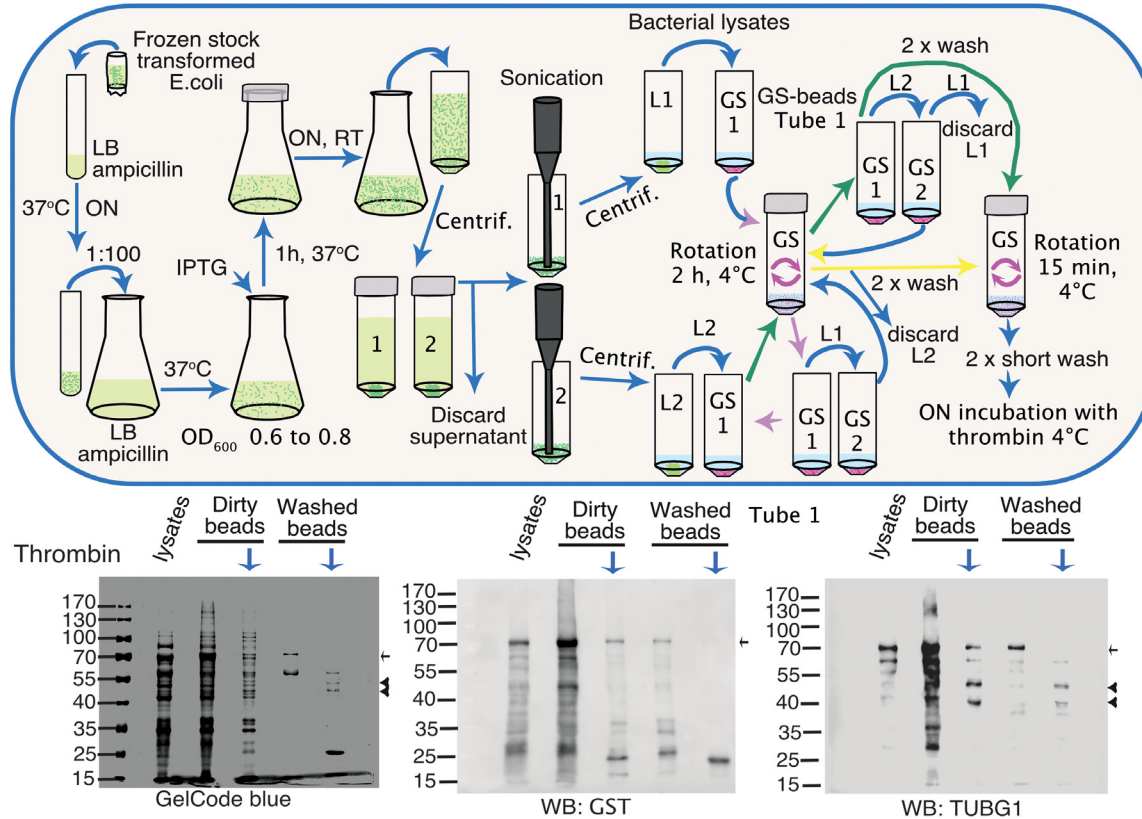 Frozen stock
transformed
E.coli
LB
ampicillin
37°C
ON
1:100
LB
ampicillin
37°C
OD600 0.6 to 0.8
IPTG
1h, 37°C
ON, RT
Centrif.
1
2
Discard
supernatant
Sonication
1
2
Centrif.
Centrif.
Bacterial lysates
L1
GS
1
GS-beads
Tube 1
Rotation
2 h, 4°C
GS
2 x wash
L2
L1
GS
1
GS
2
discard
L1
2 x wash
discard
L2
L2
L2
GS
1
L1
GS
1
GS
2
GS
Rotation
15 min,
4°C
2 x short wash
ON incubation with
thrombin 4°C
Tube 1
Thrombin
lysates
Dirty
beads
Washed
beads
170
130
100
70
55
40
35
25
15
GelCode blue
lysates
Dirty
beads
Washed
beads
170
130
100
70
55
40
35
25
15
WB: GST
lysates
Dirty
beads
Washed
beads
170
130
100
70
55
40
35
25
15
WB: TUBG1